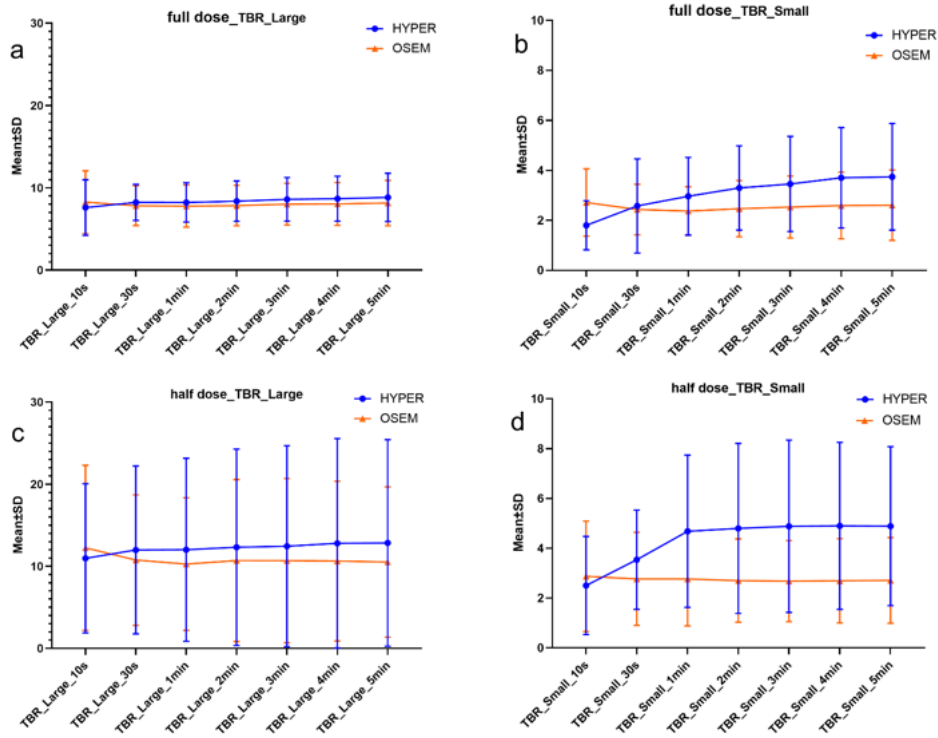 full dose_TBR_Large
a
HYPER
OSEM
Mean±SD
30
20
10
0
TBR_Large_10s
TBR_Large_30s
TBR_Large_1min
TBR_Large_2min
TBR_Large_3min
TBR_Large_4min
TBR_Large_5min
full dose_TBR_Small
b
HYPER
OSEM
Mean±SD
10
8
6
4
2
0
TBR_Small_10s
TBR_Small_30s
TBR_Small_1min
TBR_Small_2min
TBR_Small_3min
TBR_Small_4min
TBR_Small_5min
half dose_TBR_Large
c
HYPER
OSEM
Mean±SD
30
20
10
0
TBR_Large_10s
TBR_Large_30s
TBR_Large_1min
TBR_Large_2min
TBR_Large_3min
TBR_Large_4min
TBR_Large_5min
half dose_TBR_Small
d
HYPER
OSEM
Mean±SD
10
8
6
4
2
0
TBR_Small_10s
TBR_Small_30s
TBR_Small_1min
TBR_Small_2min
TBR_Small_3min
TBR_Small_4min
TBR_Small_5min